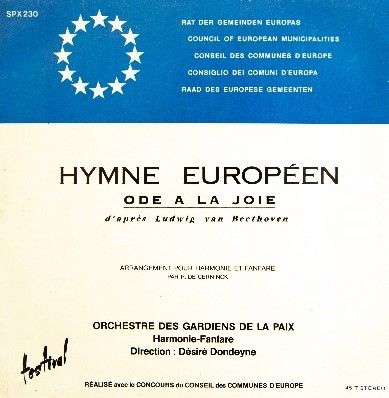 SPX 230
RAT DER GEMEINDEN EUROPAS
COUNCIL OF EUROPEAN MUNICIPALITIES
CONSEIL DES COMMUNES D'EUROPE
CONSIGLIO DEI COMUNI D'EUROPA
RAAD DES EUROPESE GEMEENTEN
HYMNE EUROPÉEN
ODE A LA JOIE
d'après Ludwig van Beethoven
ARRANGEMENT POUR HARMONIE ET FANFARE
PAR P. DE CERNINCK
ORCHESTRE DES GARDIENS DE LA PAIX
Harmonie-Fanfare
Direction : Désiré Dondeyne
festival
RÉALISÉ avec le CONCOURS du CONSEIL des COMMUNES D'EUROPE
45 T STEREO